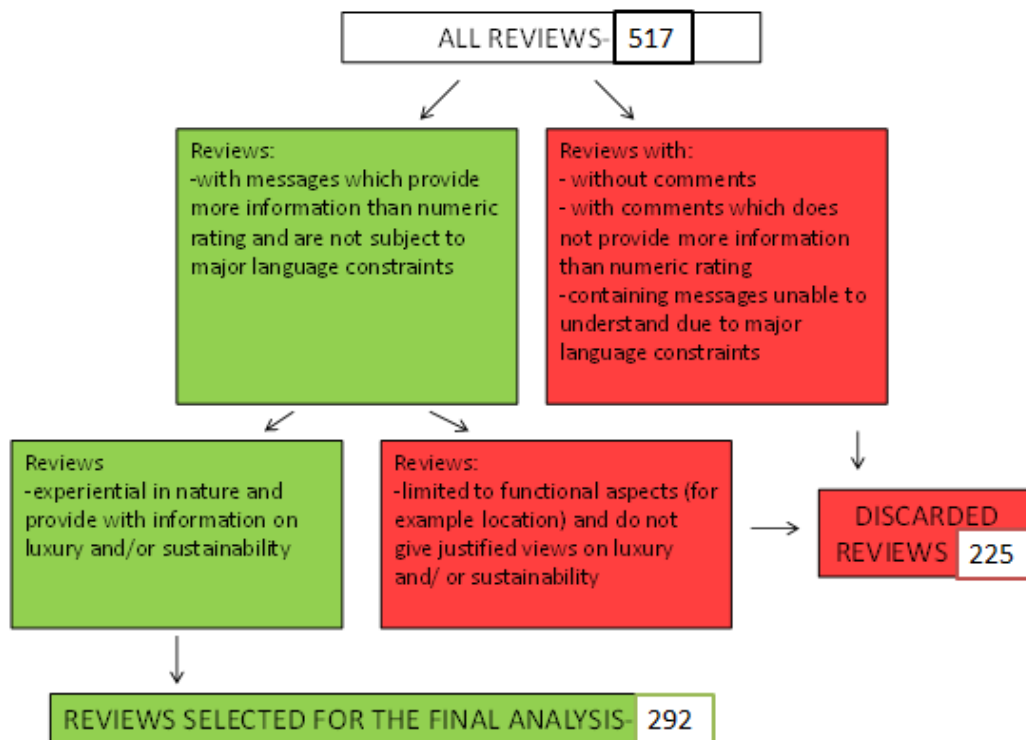 ALL REVIEWS- 517
Reviews:
-with messages which provide
more information than numeric
rating and are not subject to
major language constraints
Reviews with:
- without comments
- with comments which does
not provide more information
than numeric rating
-containing messages unable to
understand due to major
language constraints
Reviews
-experiential in nature and
provide with information on
luxury and/or sustainability
Reviews:
-limited to functional aspects (for
example location) and do not
give justified views on luxury
and/ or sustainability
DISCARDED
REVIEWS 225
REVIEWS SELECTED FOR THE FINAL ANALYSIS- 292